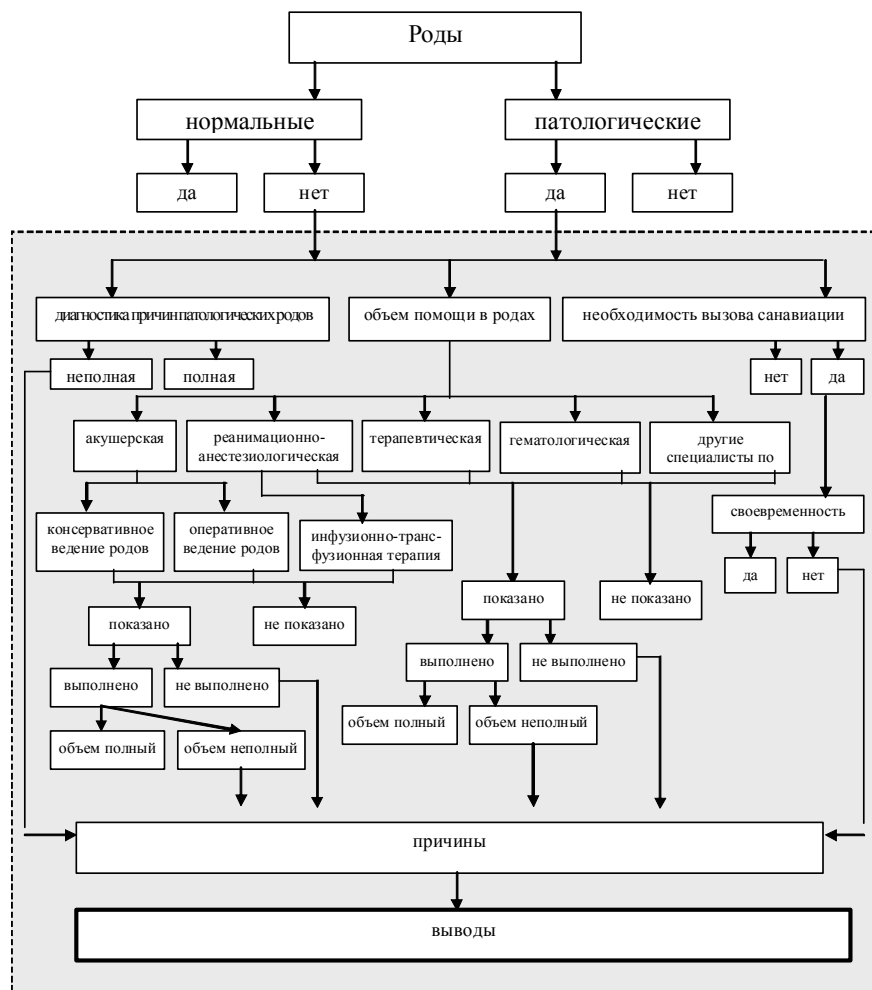 Роды
нормальные
патологические
да
нет
да
нет
диагностика причин патологических родов
объем помощи в родах
необходимость вызова санавиации
неполная
полная
нет
да
акушерская
реанимационно-
анестезиологическая
терапевтическая
гематологическая
другие
специалисты по
консервативное
ведение родов
оперативное
ведение родов
инфузионно-транс-
фузионная терапия
своевременность
да
нет
показано
не показано
показано
не показано
выполнено
не выполнено
выполнено
не выполнено
объем полный
объем неполный
объем полный
объем неполный
причины
выводы